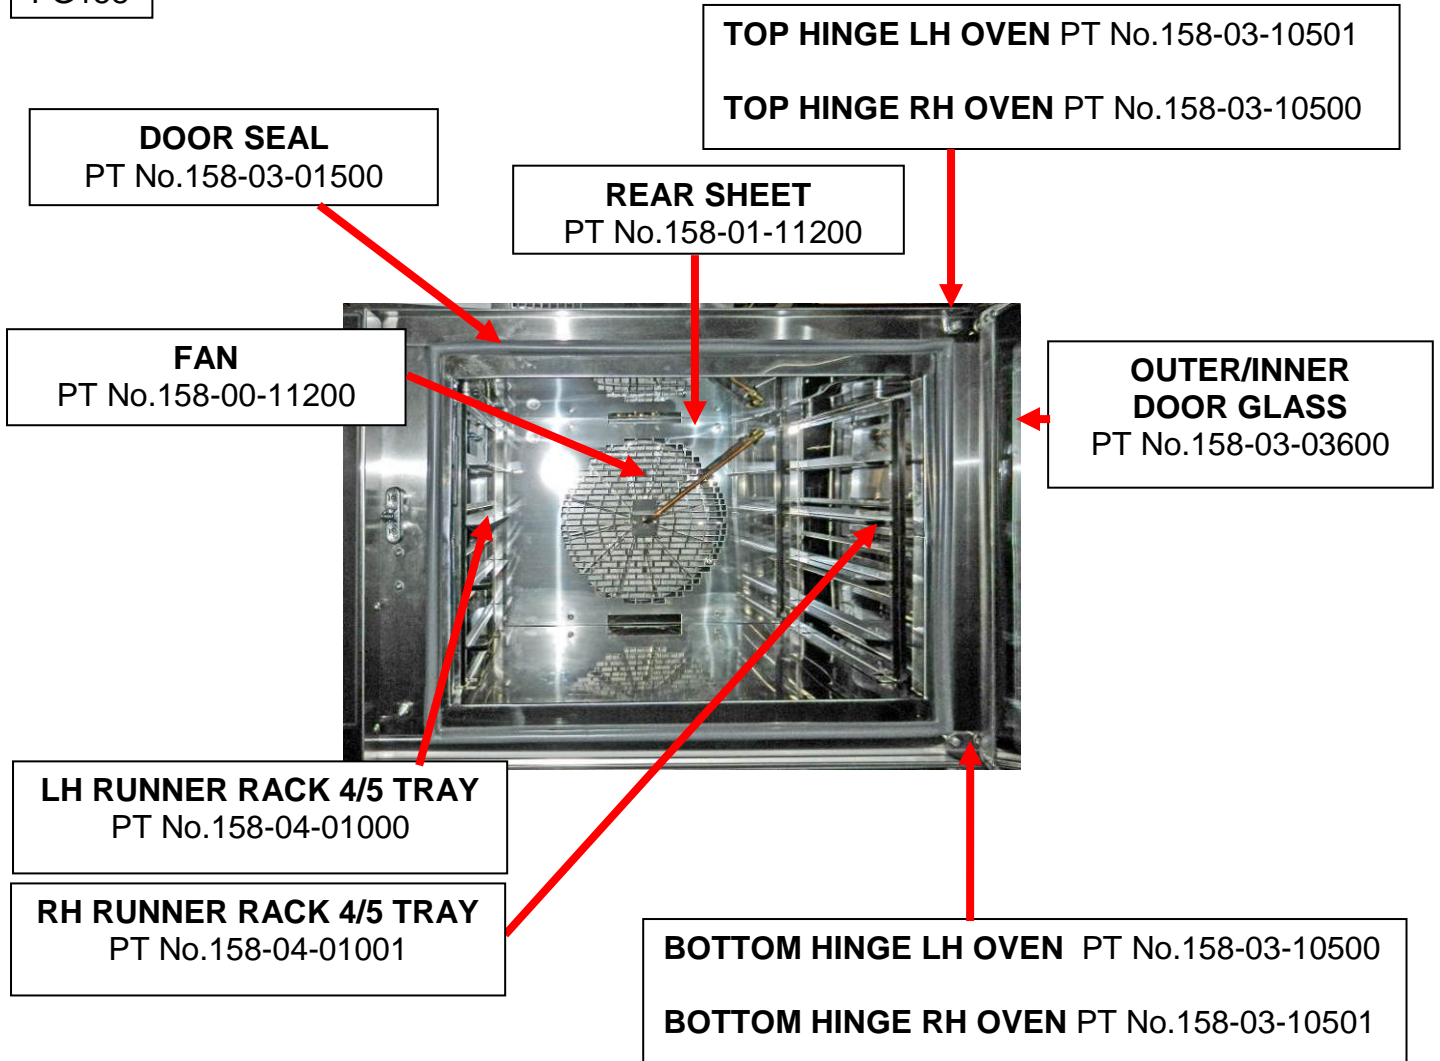 TOP HINGE LH OVEN PT No.158-03-10501
TOP HINGE RH OVEN PT No.158-03-10500
DOOR SEAL
PT No.158-03-01500
REAR SHEET
PT No.158-01-11200
FAN
PT No.158-00-11200
OUTER/INNER
DOOR GLASS
PT No.158-03-03600
LH RUNNER RACK 4/5 TRAY
PT No.158-04-01000
RH RUNNER RACK 4/5 TRAY
PT No.158-04-01001
BOTTOM HINGE LH OVEN PT No.158-03-10500
BOTTOM HINGE RH OVEN PT No.158-03-10501